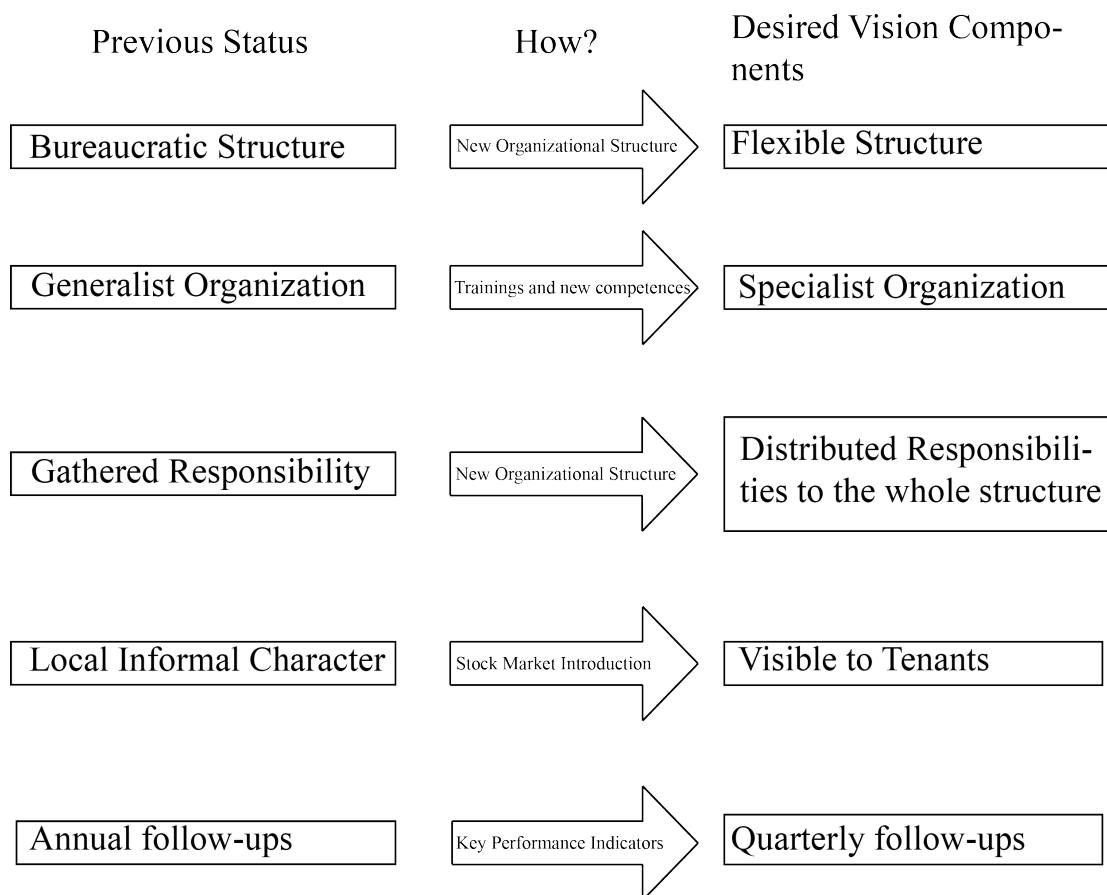 Previous Status
How?
Desired Vision Compo-
nents
Bureaucratic Structure
New Organizational Structure
Flexible Structure
Generalist Organization
Trainings and new competences
Specialist Organization
Gathered Responsibility
New Organizational Structure
Distributed Responsibili-
ties to the whole structure
Local Informal Character
Stock Market Introduction
Visible to Tenants
Annual follow-ups
Key Performance Indicators
Quarterly follow-ups